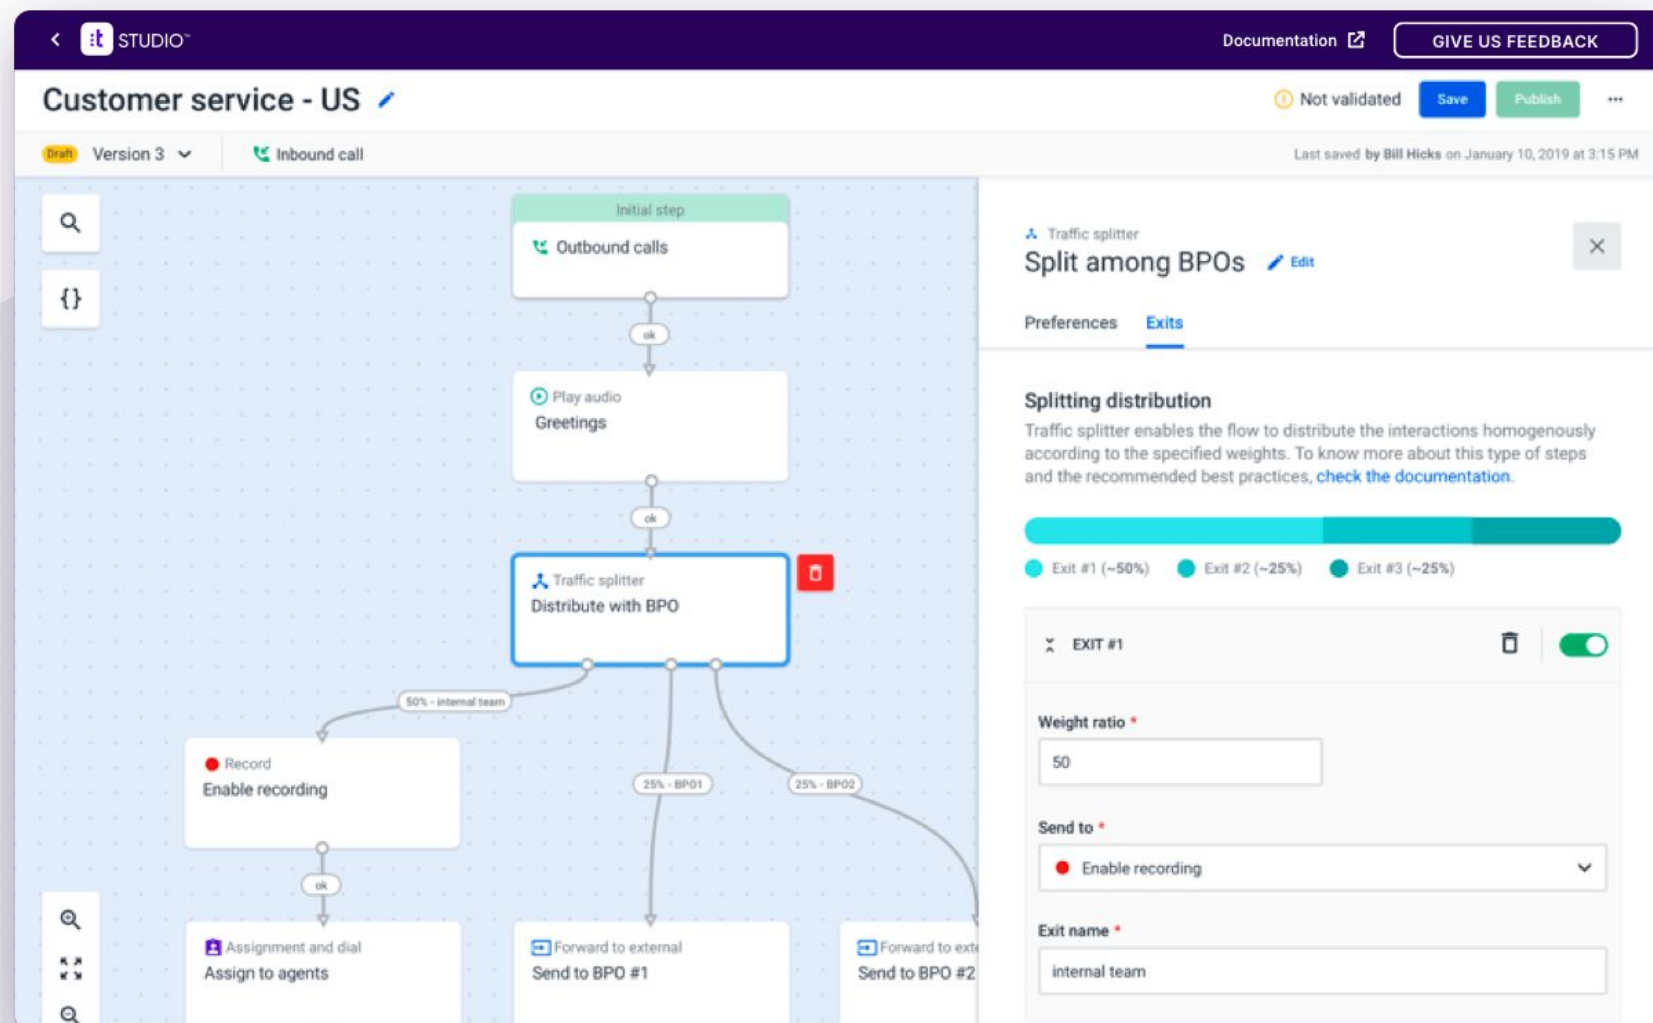 :t STUDIO™
Documentation
GIVE US FEEDBACK
Customer service - US
Not validated
Save
Publish
Draft
Version 3
Inbound call
Last saved by Bill Hicks on January 10, 2019 at 3:15 PM
{}
Initial step
Outbound calls
ok
Play audio
Greetings
ok
Traffic splitter
Distribute with BPO
50% - internal team
25% - BPO1
25% - BPO2
Record
Enable recording
ok
Assignment and dial
Assign to agents
Forward to external
Send to BPO #1
Forward to exte
Send to BPO #2
Traffic splitter
Split among BPOs
Edit
Preferences
Exits
Splitting distribution
Traffic splitter enables the flow to distribute the interactions homogenously
according to the specified weights. To know more about this type of steps
and the recommended best practices, check the documentation.
Exit #1 (~50%)
Exit #2 (~25%)
Exit #3 (~25%)
EXIT #1
Weight ratio *
50
Send to *
Enable recording
Exit name *
internal team